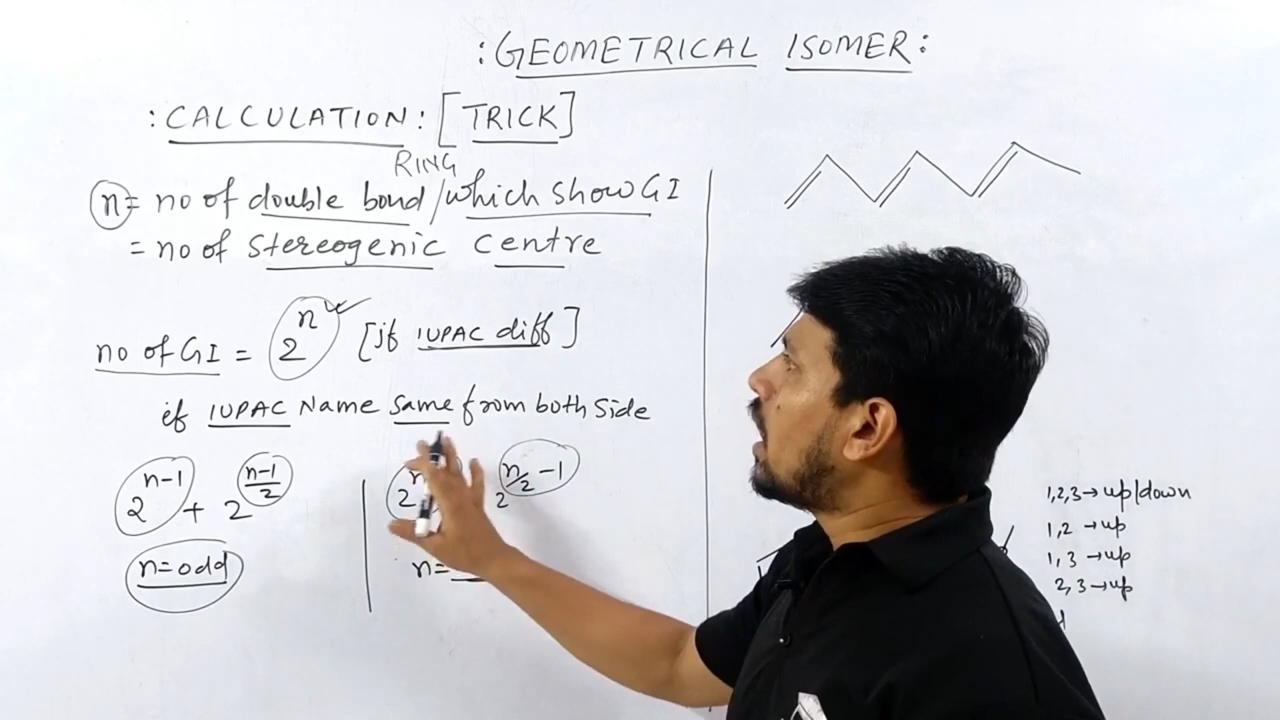 : GEOMETRICAL ISOMER :
: CALCULATION : [ TRICK ]
RING
n = no of double bond / which show GI
= no of stereogenic centre
no of GI = 2^n ✓ [ if IUPAC diff ]
if IUPAC Name same from both side
2^(n-1) + 2^((n-1)/2)
2^n 2^(n/2 - 1)
n = odd
n =
1,2,3 → up/down
1,2 → up
1,3 → up
2,3 → up